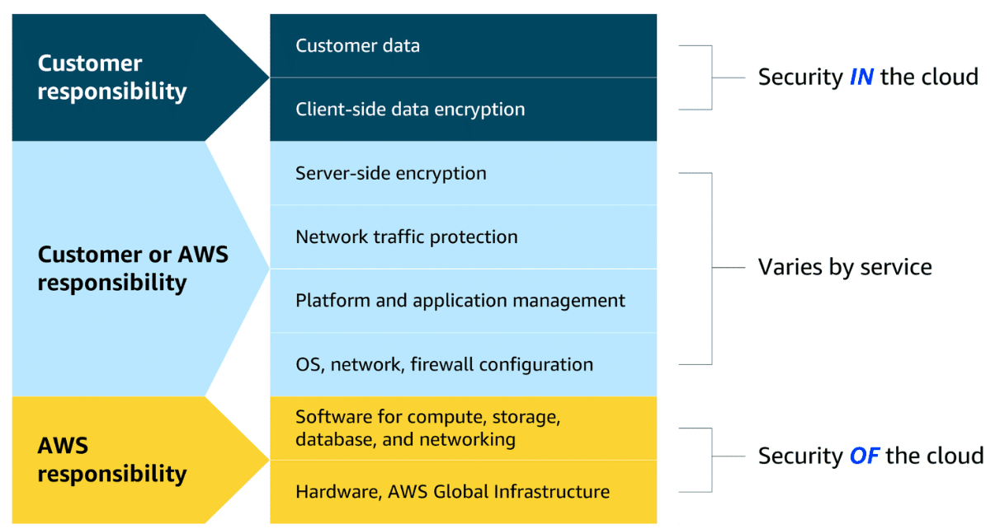 Customer
responsibility
Customer data
Client-side data encryption
Security IN the cloud
Customer or AWS
responsibility
Server-side encryption
Network traffic protection
Platform and application management
OS, network, firewall configuration
Varies by service
AWS
responsibility
Software for compute, storage,
database, and networking
Hardware, AWS Global Infrastructure
Security OF the cloud